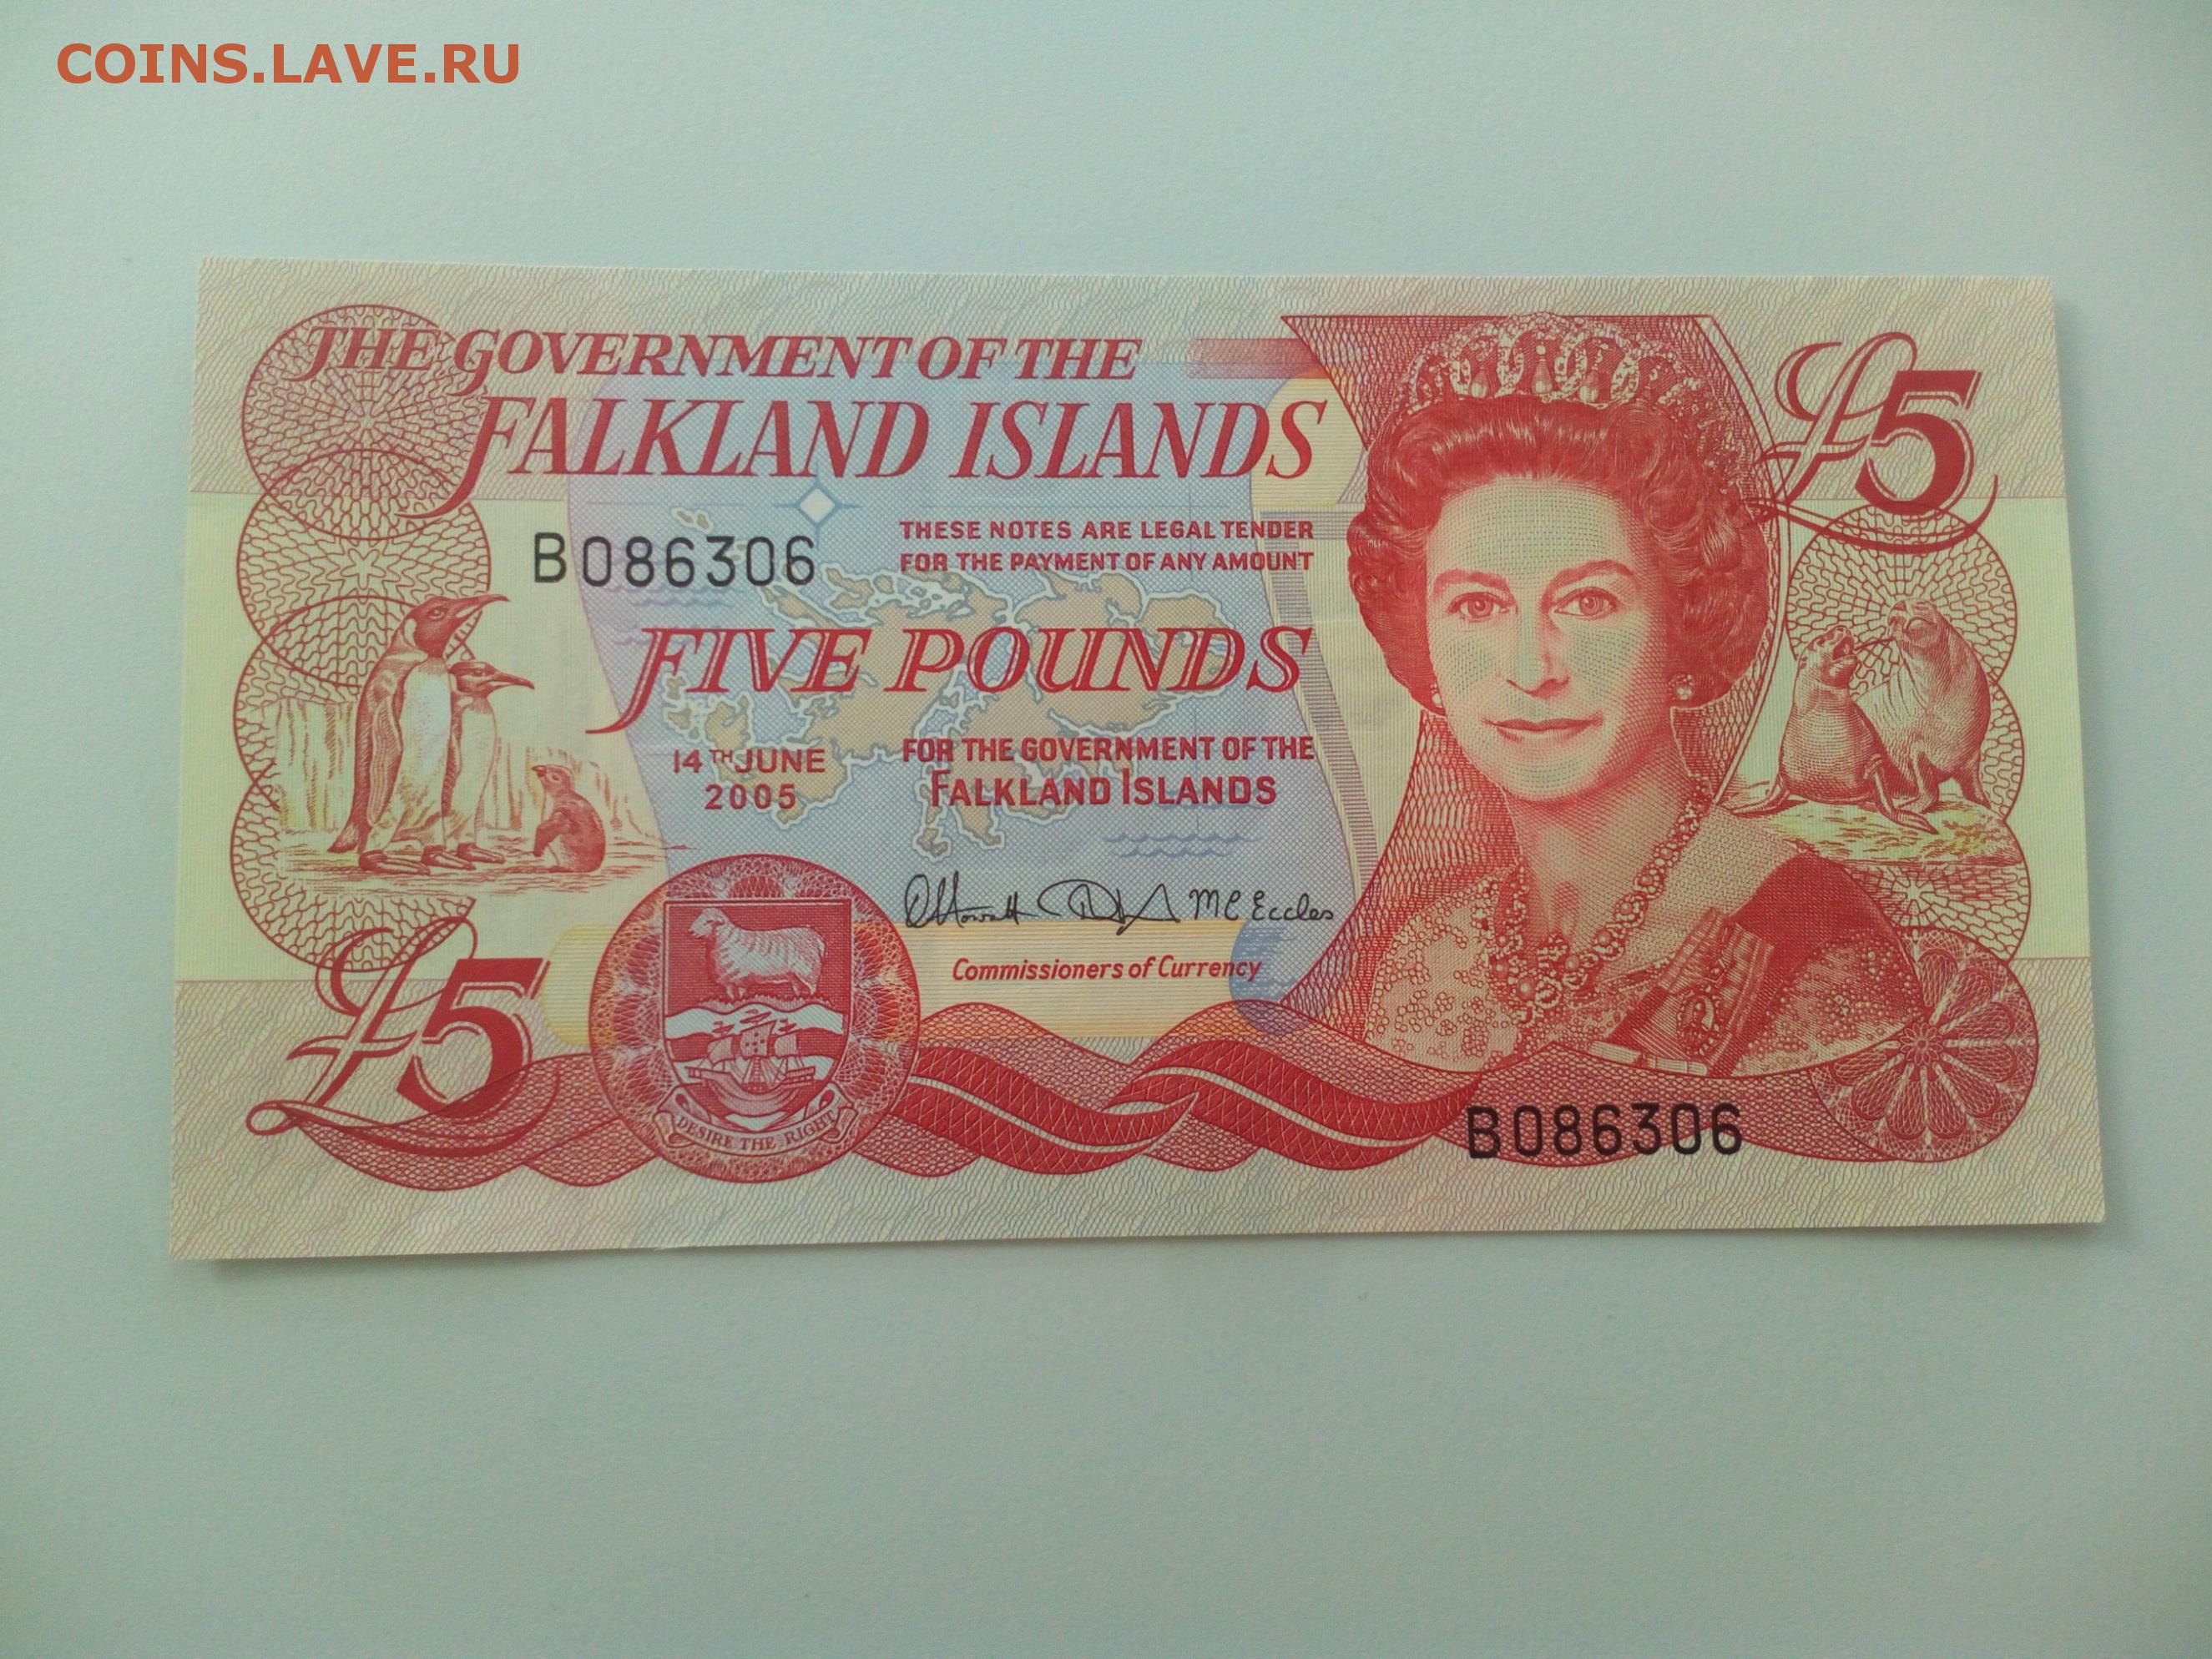 COINS.LAVE.RU
THE GOVERNMENT OF THE
FALKLAND ISLANDS
£5
B086306
THESE NOTES ARE LEGAL TENDER
FOR THE PAYMENT OF ANY AMOUNT
FIVE POUNDS
14TH JUNE
2005
FOR THE GOVERNMENT OF THE
FALKLAND ISLANDS
M C Eccles
Commissioners of Currency
£5
DESIRE THE RIGHT
B086306